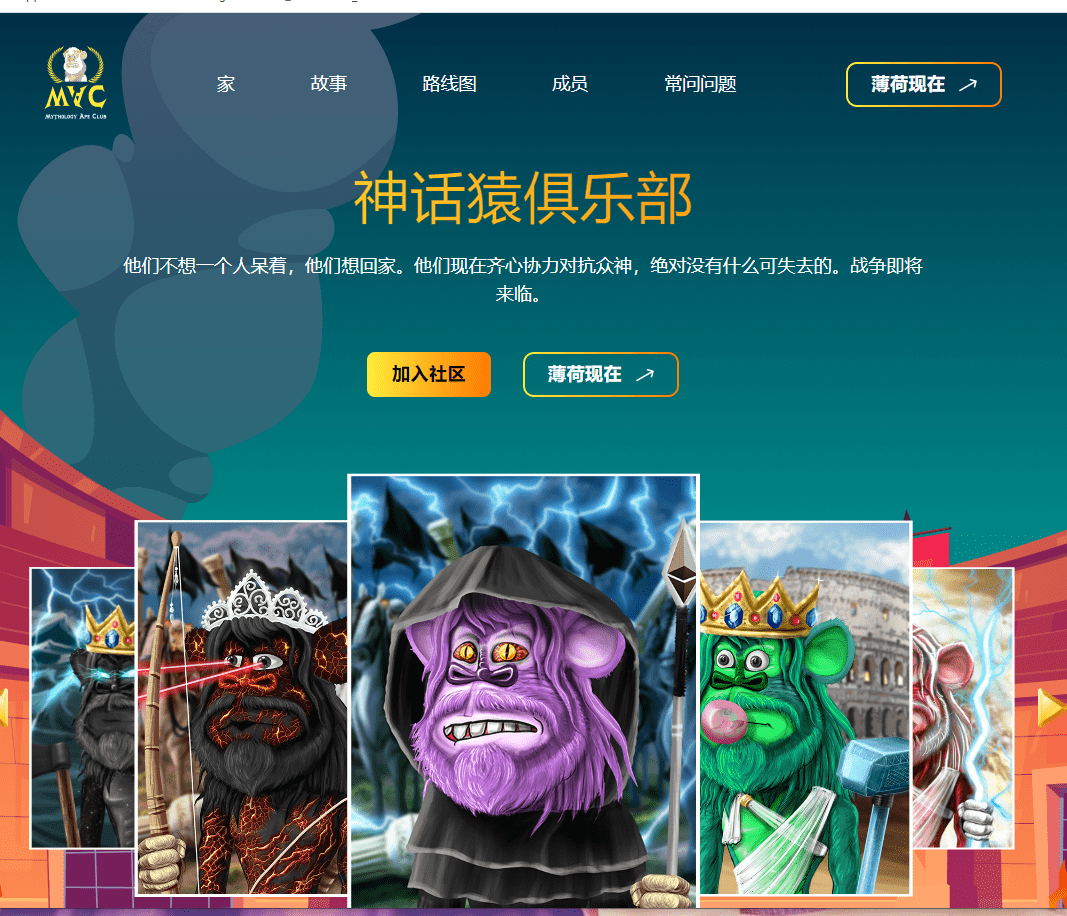 家 故事 路线图 成员 常问问题 薄荷现在
MAC
Mythology Ape Club
神话猿俱乐部
他们不想一个人呆着，他们想回家。他们现在齐心协力对抗众神，绝对没有什么可失去的。战争即将
来临。
加入社区 薄荷现在